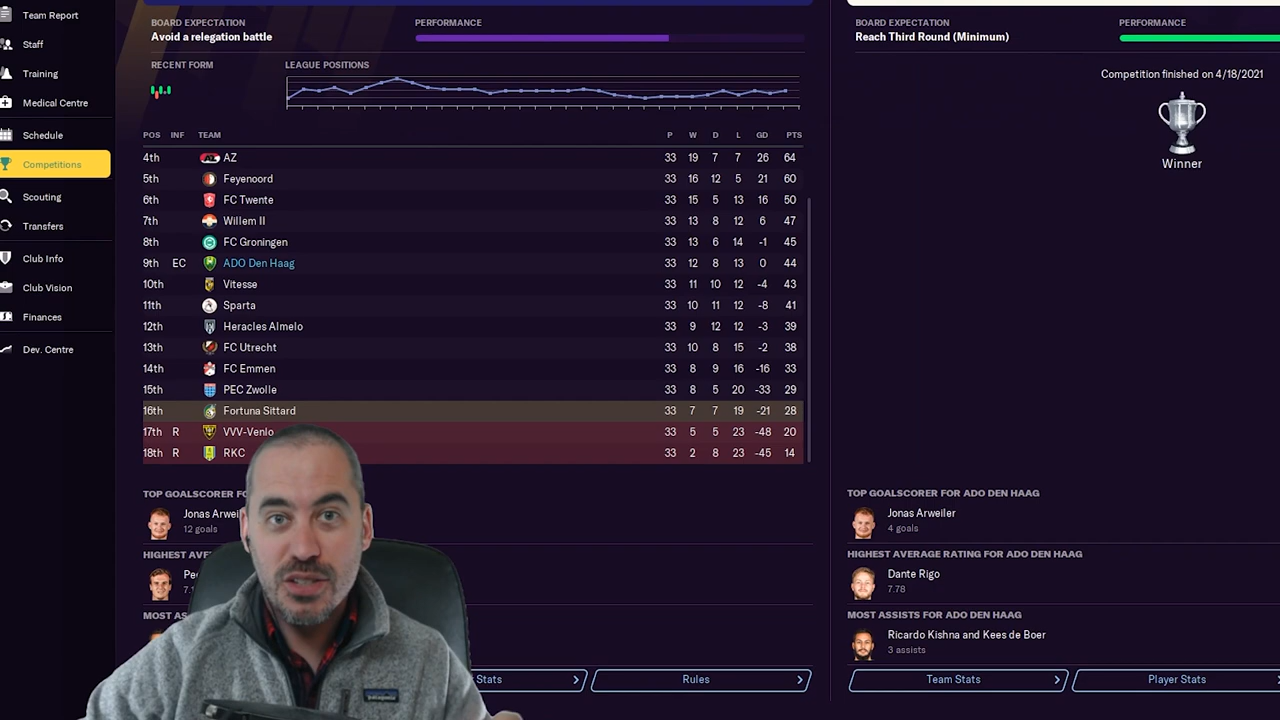 Team Report
Staff
Training
Medical Centre
Schedule
Competitions
Scouting
Transfers
Club Info
Club Vision
Finances
Dev. Centre
BOARD EXPECTATION PERFORMANCE
Avoid a relegation battle
RECENT FORM LEAGUE POSITIONS
POS INF TEAM P W D L GD PTS
4th AZ 33 19 7 7 26 64
5th Feyenoord 33 16 12 5 21 60
6th FC Twente 33 15 5 13 16 50
7th Willem II 33 13 8 12 6 47
8th FC Groningen 33 13 6 14 -1 45
9th EC ADO Den Haag 33 12 8 13 0 44
10th Vitesse 33 11 10 12 -4 43
11th Sparta 33 10 11 12 -8 41
12th Heracles Almelo 33 9 12 12 -3 39
13th FC Utrecht 33 10 8 15 -2 38
14th FC Emmen 33 8 9 16 -16 33
15th PEC Zwolle 33 8 5 20 -33 29
16th Fortuna Sittard 33 7 7 19 -21 28
17th R VVV-Venlo 33 5 5 23 -48 20
18th R RKC 33 2 8 23 -45 14
TOP GOALSCORER
Jonas
12 goals
HIGHEST
MOST
Stats
Rules
BOARD EXPECTATION PERFORMANCE
Reach Third Round (Minimum)
Competition finished on 4/18/2021
Winner
TOP GOALSCORER FOR ADO DEN HAAG
Jonas Arweiler
4 goals
HIGHEST AVERAGE RATING FOR ADO DEN HAAG
Dante Rigo
7.78
MOST ASSISTS FOR ADO DEN HAAG
Ricardo Kishna and Kees de Boer
3 assists
Team Stats
Player Stats
patagonia